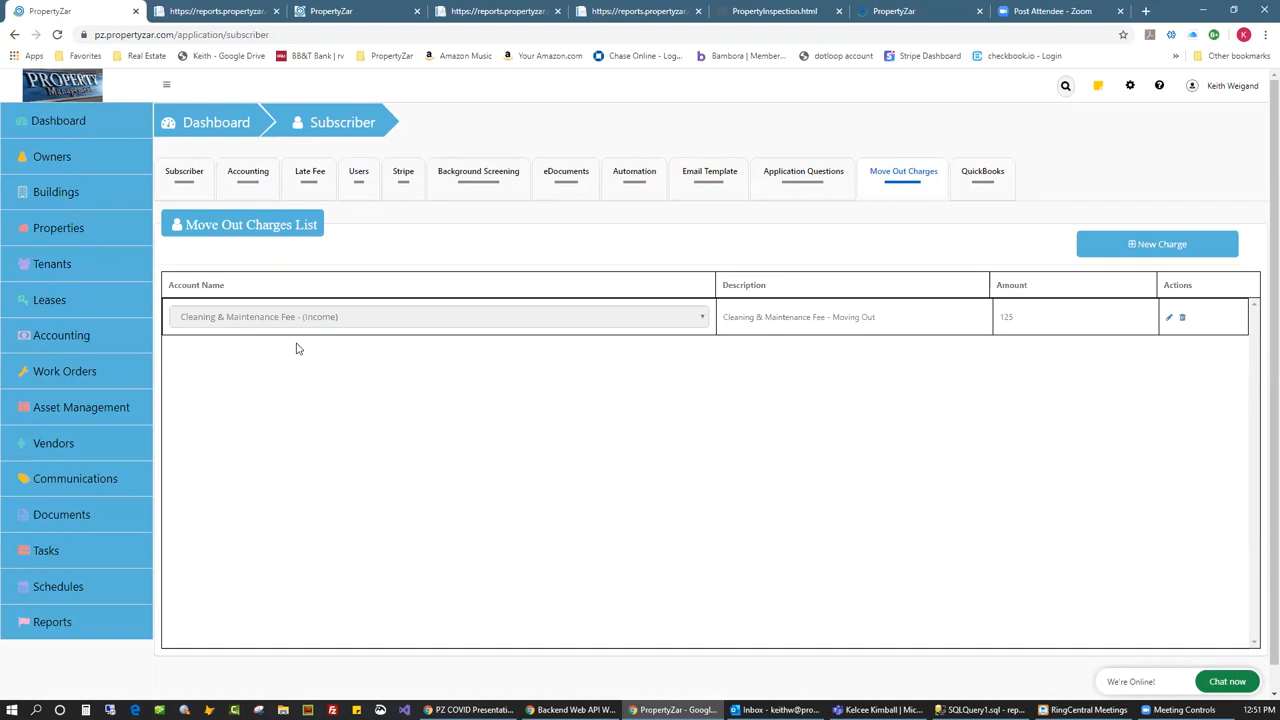 PropertyZar
https://reports.propertyzar
PropertyZar
https://reports.propertyzar
https://reports.propertyzar
PropertyInspection.html
PropertyZar
Post Attendee - Zoom
pz.propertyzar.com/application/subscriber
K
Apps
Favorites
Real Estate
Keith - Google Drive
BB&T Bank | rv
PropertyZar
Amazon Music
Your Amazon.com
Chase Online - Log...
Bambora | Member...
dotloop account
Stripe Dashboard
checkbook.io - Login
Other bookmarks
PROPERTY
Management
Keith Weigand
Dashboard
Subscriber
Dashboard
Owners
Buildings
Properties
Tenants
Leases
Accounting
Work Orders
Asset Management
Vendors
Communications
Documents
Tasks
Schedules
Reports
Subscriber
Accounting
Late Fee
Users
Stripe
Background Screening
eDocuments
Automation
Email Template
Application Questions
Move Out Charges
QuickBooks
Move Out Charges List
New Charge
Account Name
Description
Amount
Actions
Cleaning & Maintenance Fee - (Income)
Cleaning & Maintenance Fee - Moving Out
125
We're Online!
Chat now
PZ COVID Presentati...
Backend Web API W...
PropertyZar - Googl...
Inbox - keithw@pro...
Kelcee Kimball | Mic...
SQLQuery1.sql - rep...
RingCentral Meetings
Meeting Controls
12:51 PM